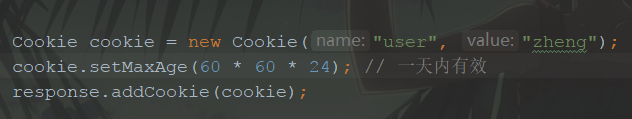 Cookie cookie = new Cookie( name: "user", value: "zheng");
cookie.setMaxAge(60 * 60 * 24); // 一天内有效
response.addCookie(cookie);